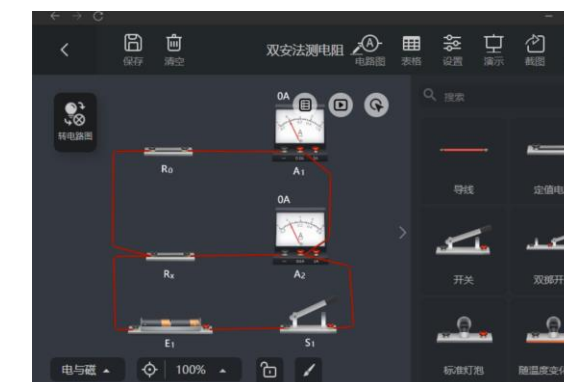 保存
清空
双安法测电阻
电路图
表格
设置
演示
截图
转电路图
0A
R₀
A₁
0A
Rₓ
A₂
E₁
S₁
搜索
导线
定值电
开关
双掷开
标准灯泡
随温度变化
电与磁
100%